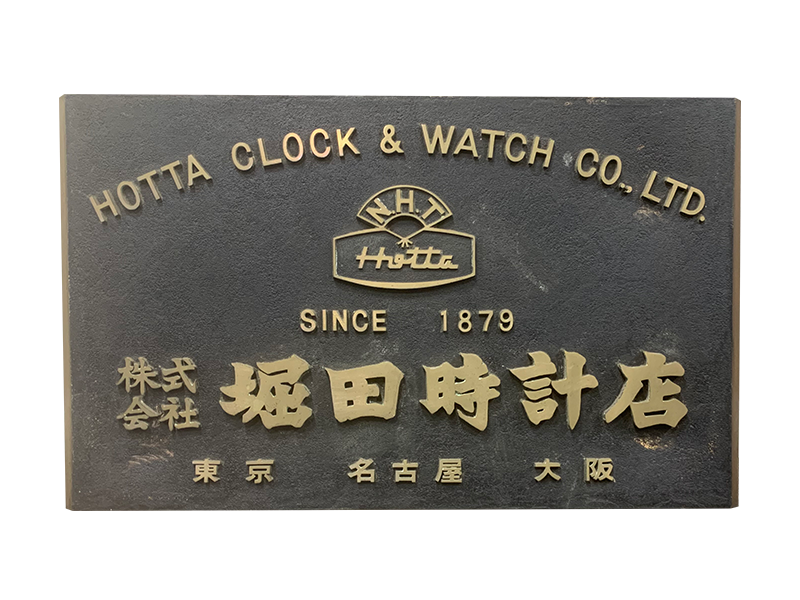 HOTTA CLOCK & WATCH CO., LTD.
N.H.T
Hotta
SINCE 1879
株式会社 堀田時計店
東京 名古屋 大阪